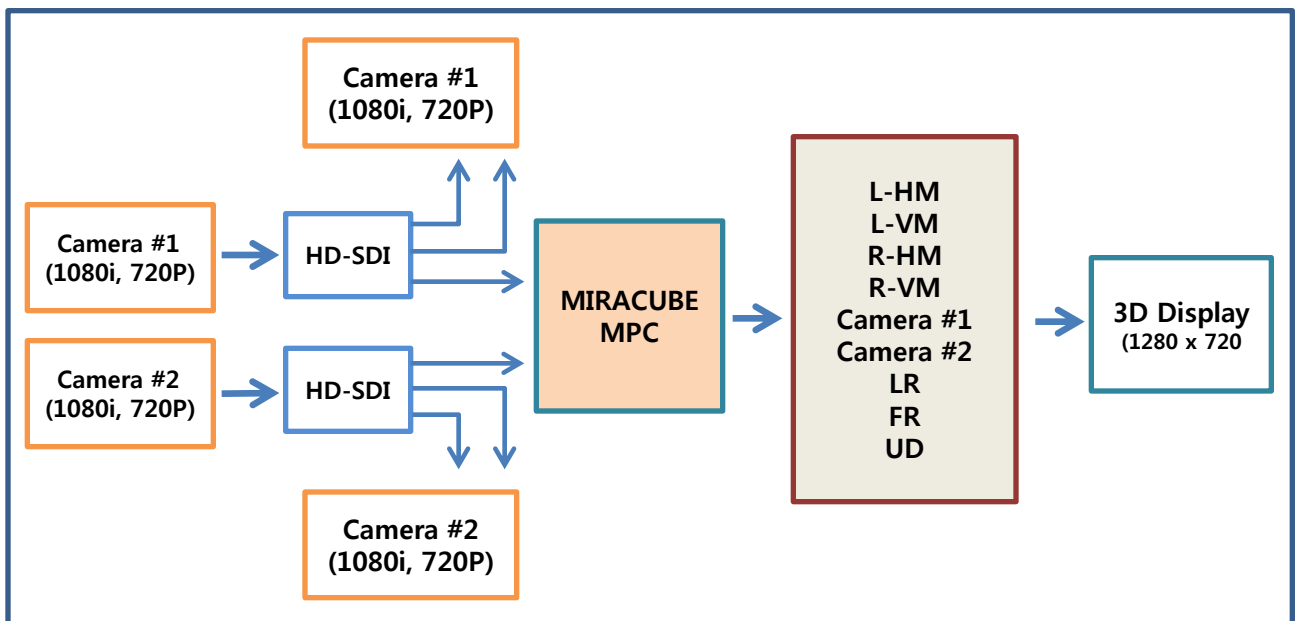 Camera #1
(1080i, 720P)
Camera #1
(1080i, 720P)
HD-SDI
Camera #2
(1080i, 720P)
HD-SDI
Camera #2
(1080i, 720P)
MIRACUBE
MPC
L-HM
L-VM
R-HM
R-VM
Camera #1
Camera #2
LR
FR
UD
3D Display
(1280 x 720